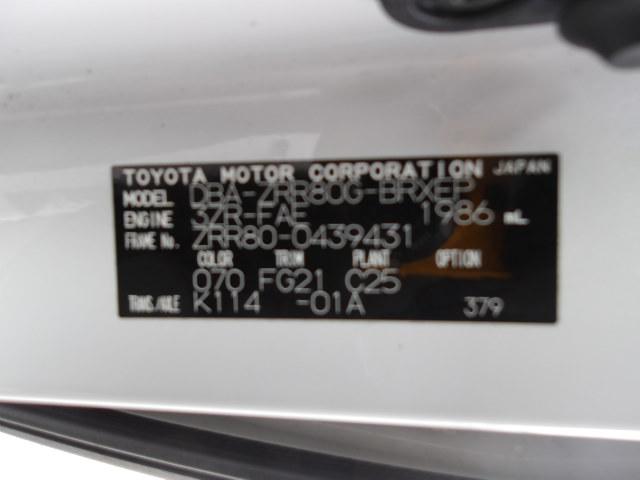 TOYOTA MOTOR CORPORATION JAPAN
MODEL DBA-ZRR80G-BRXEP
ENGINE 3ZR-FAE 1986 mL
FRAME No. ZRR80-0439431
COLOR TRIM PLANT OPTION
070 FG21 C25
TRANS/AXLE K114 -01A 379